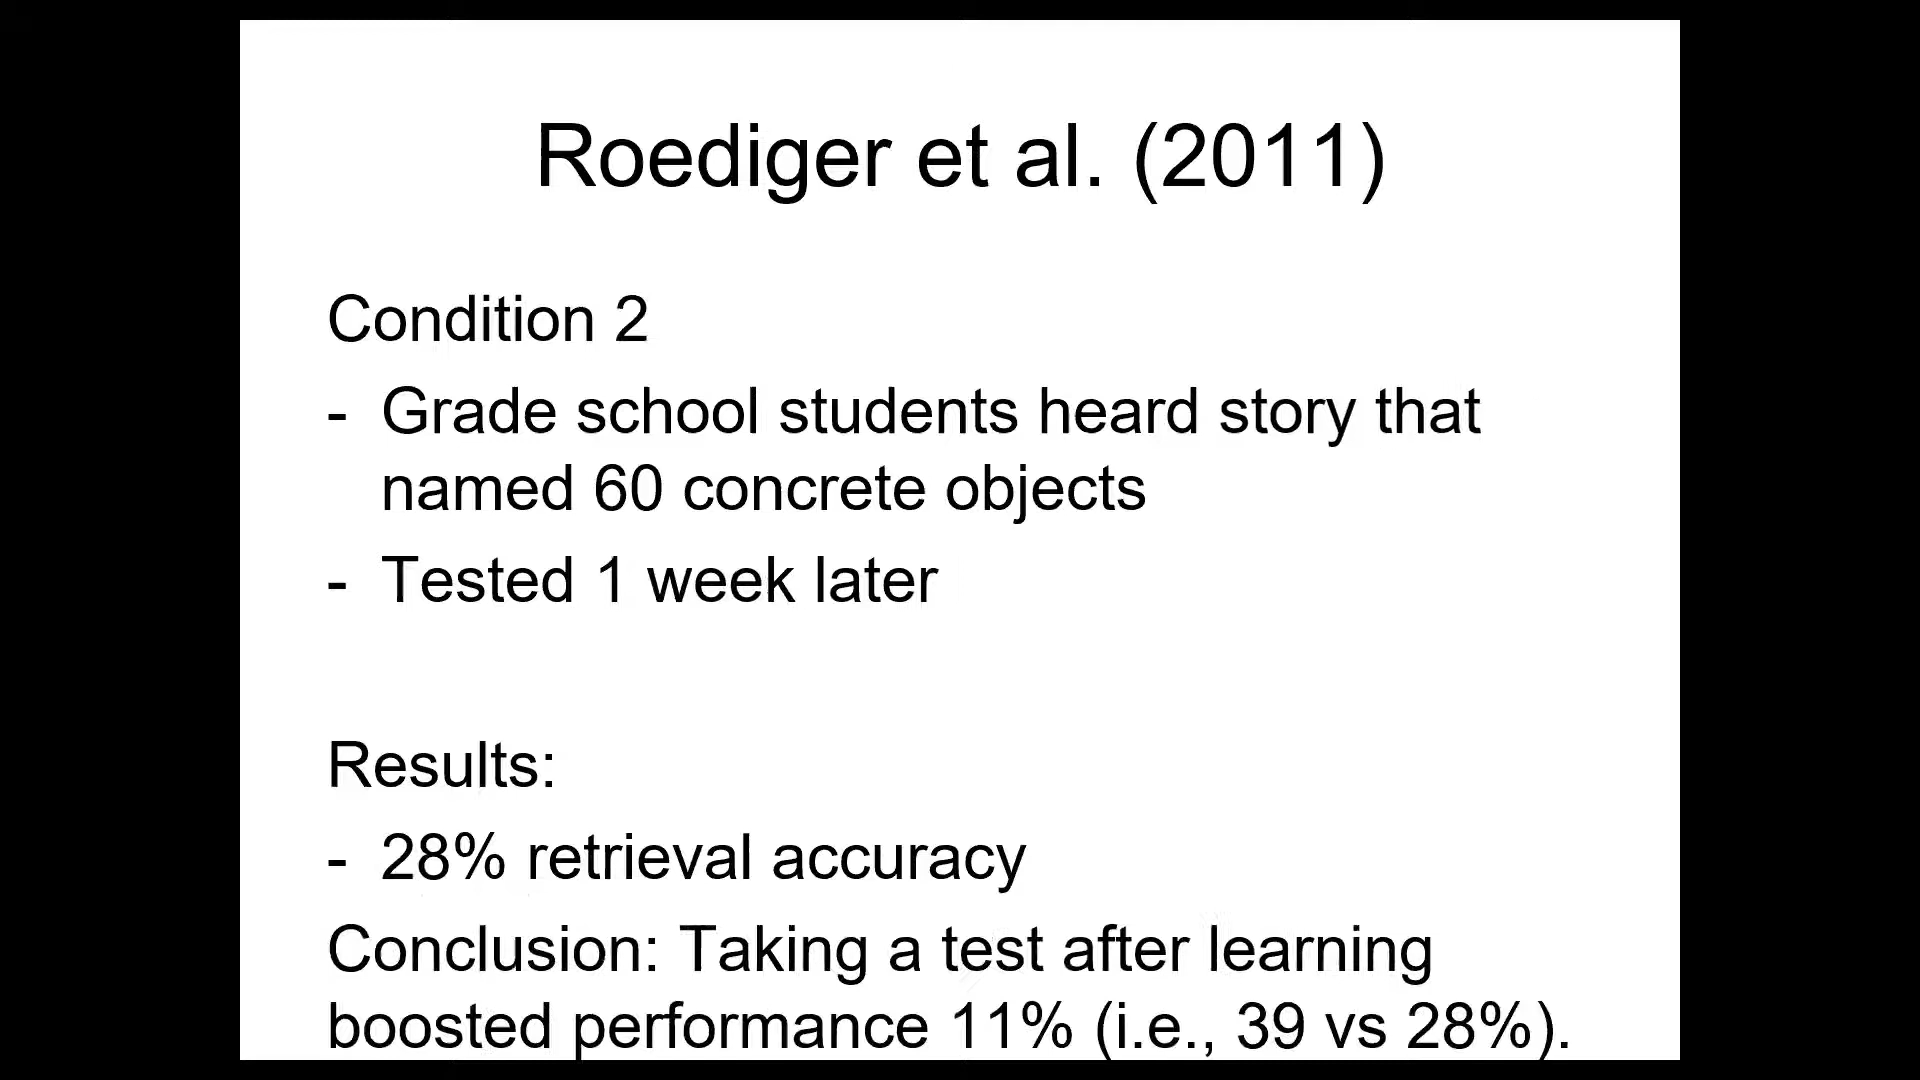 Roediger et al. (2011)
Condition 2
- Grade school students heard story that
named 60 concrete objects
- Tested 1 week later
Results:
- 28% retrieval accuracy
Conclusion: Taking a test after learning
boosted performance 11% (i.e., 39 vs 28%).